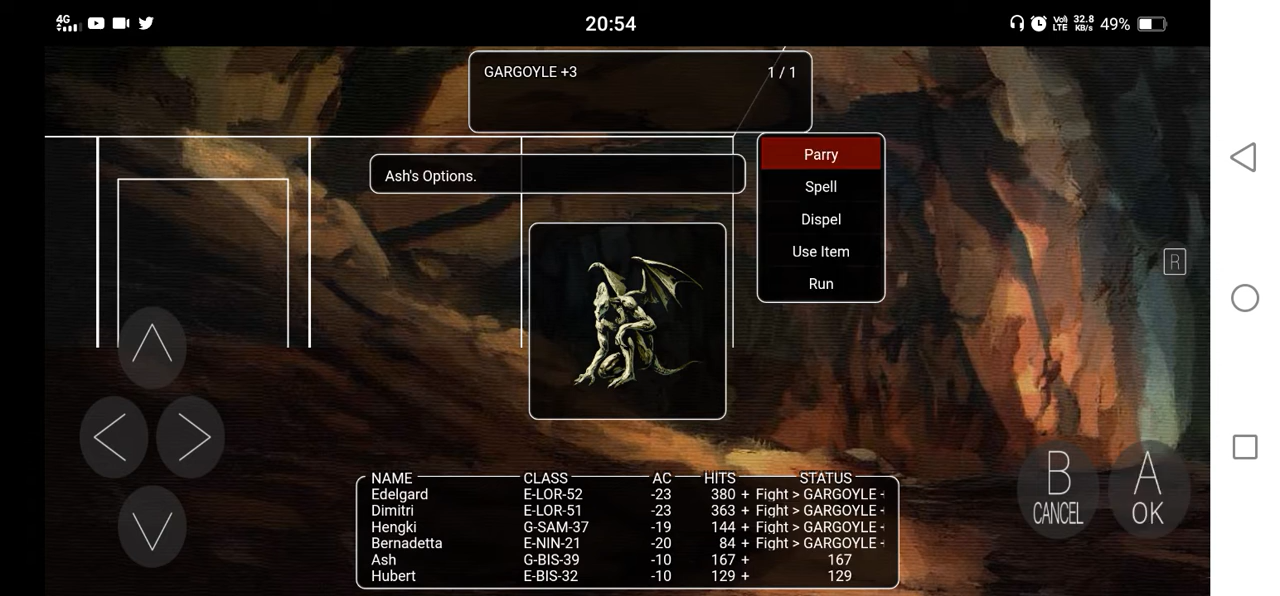 4G 20:54 Vo) LTE 32.8 KB/s 49%
GARGOYLE +3 1 / 1
Ash's Options.
Parry
Spell
Dispel
Use Item
Run
R
NAME CLASS AC HITS STATUS
Edelgard E-LOR-52 -23 380 + Fight > GARGOYLE +
Dimitri E-LOR-51 -23 363 + Fight > GARGOYLE +
Hengki G-SAM-37 -19 144 + Fight > GARGOYLE +
Bernadetta E-NIN-21 -20 84 + Fight > GARGOYLE +
Ash G-BIS-39 -10 167 + 167
Hubert E-BIS-32 -10 129 + 129
B CANCEL
A OK